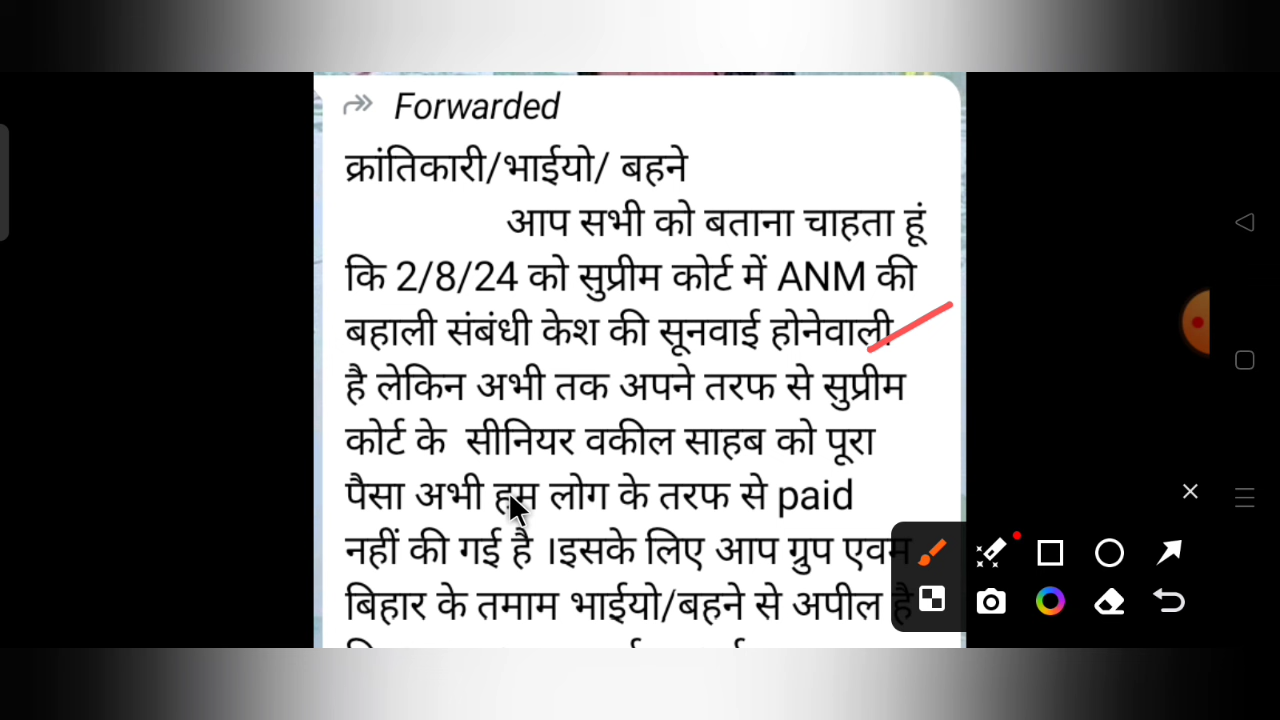 Forwarded
क्रांतिकारी/भाईयो/ बहने
आप सभी को बताना चाहता हूं
कि 2/8/24 को सुप्रीम कोर्ट में ANM की
बहाली संबंधी केश की सूनवाई होनेवाली
है लेकिन अभी तक अपने तरफ से सुप्रीम
कोर्ट के सीनियर वकील साहब को पूरा
पैसा अभी हम लोग के तरफ से paid
नहीं की गई है ।इसके लिए आप ग्रुप एवम
बिहार के तमाम भाईयो/बहने से अपील है